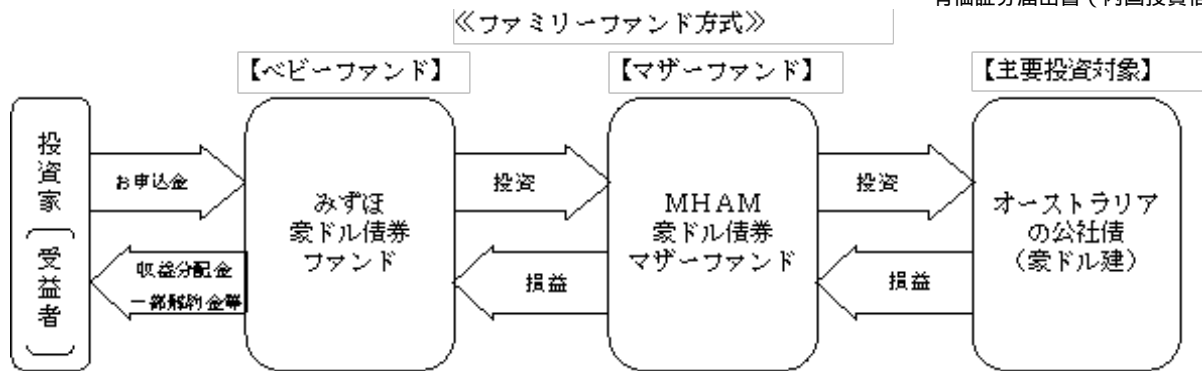 ≪ファミリーファンド方式≫
【ベビーファンド】
【マザーファンド】
【主要投資対象】
投資家
受益者
お申込金
収益分配金
一部解約金等
みずほ
豪ドル債券
ファンド
投資
損益
MHAM
豪ドル債券
マザーファンド
投資
損益
オーストラリア
の公社債
(豪ドル建)